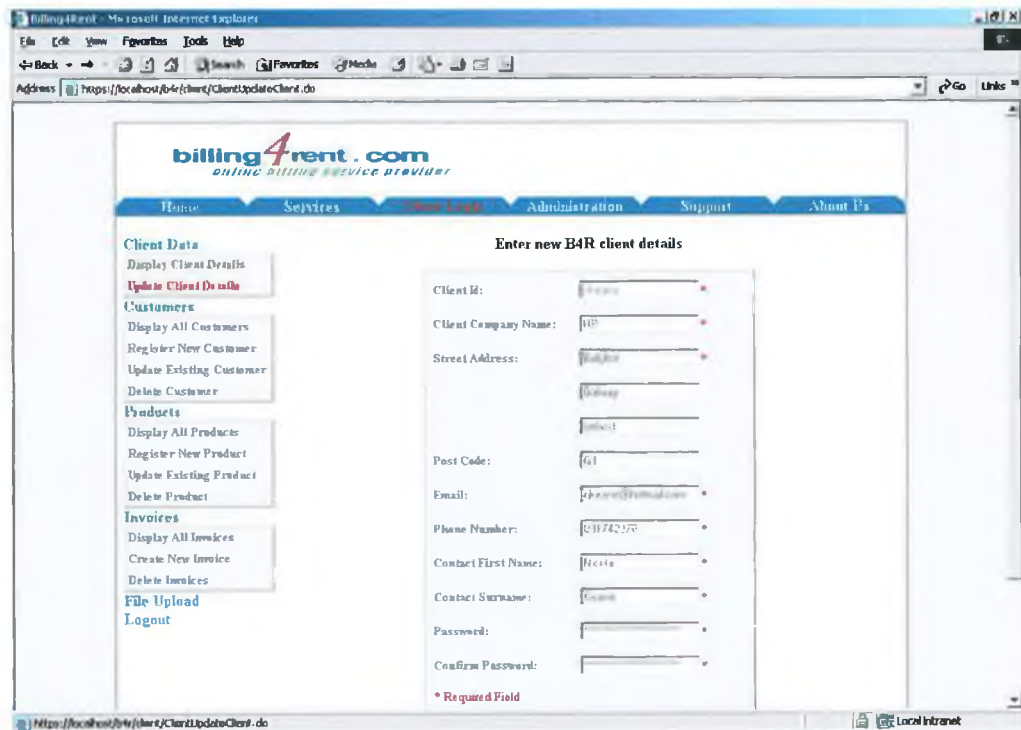 Billing4Rent - Microsoft Internet Explorer
File Edit View Favorites Tools Help
Back Search Favorites Media
Address https://localhost/b4r/client/ClientUpdateClient.do Go Links
billing4rent.com
online billing service provider
Home Services Client Login Administration Support About Us
Client Data
Display Client Details
Update Client Details
Customers
Display All Customers
Register New Customer
Update Existing Customer
Delete Customer
Products
Display All Products
Register New Product
Update Existing Product
Delete Product
Invoices
Display All Invoices
Create New Invoice
Delete Invoices
File Upload
Logout
Enter new B4R client details
Client Id: *
Client Company Name: HP *
Street Address: *
Galway
Ireland
Post Code: G1
Email: *
Phone Number: *
Contact First Name: *
Contact Surname: *
Password: *
Confirm Password: *
* Required Field
https://localhost/b4r/client/ClientUpdateClient.do Local intranet